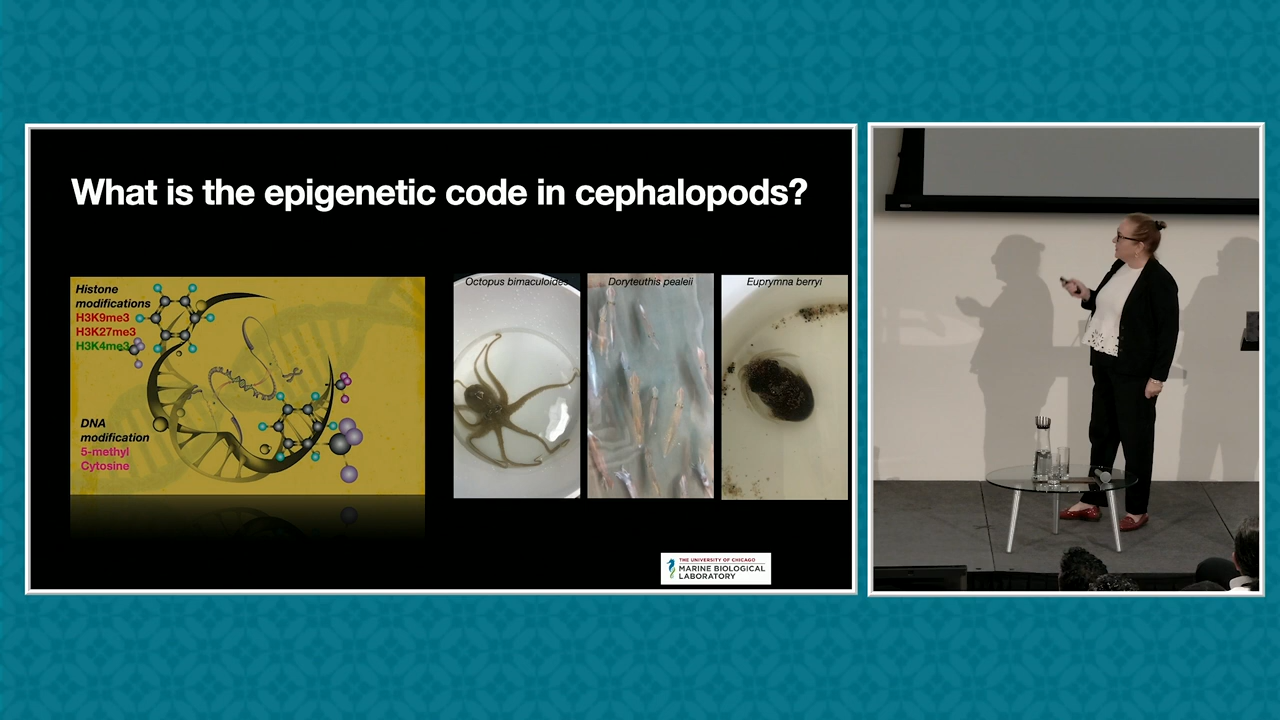 What is the epigenetic code in cephalopods?
Histone
modifications
H3K9me3
H3K27me3
H3K4me3
DNA
modification
5-methyl
Cytosine
Octopus bimaculoides
Doryteuthis pealeii
Euprymna berryi
THE UNIVERSITY OF CHICAGO
MARINE BIOLOGICAL
LABORATORY